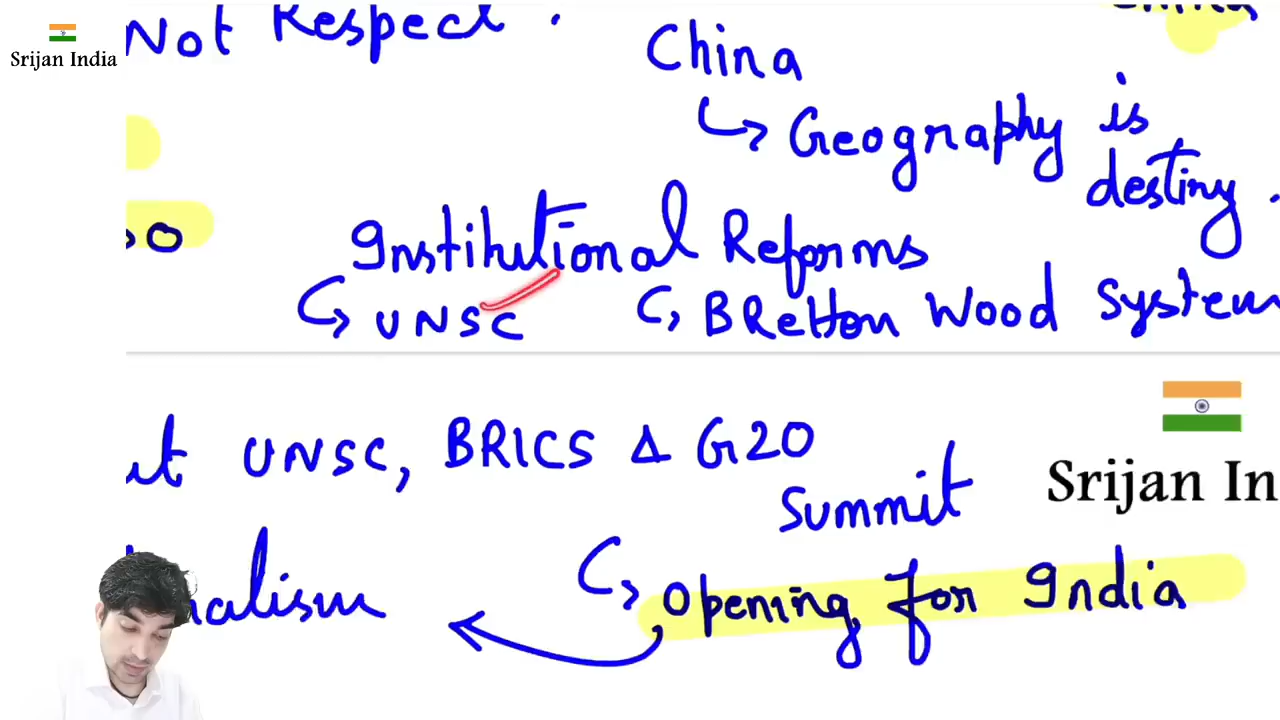 Srijan India
Not Respect.
China
China
↳ Geography is
destiny.
Institutional Reforms
↳ UNSC
↳ BRetton Wood System
UNSC, BRICS Δ G20
Summit
Srijan In
↳ Opening for India